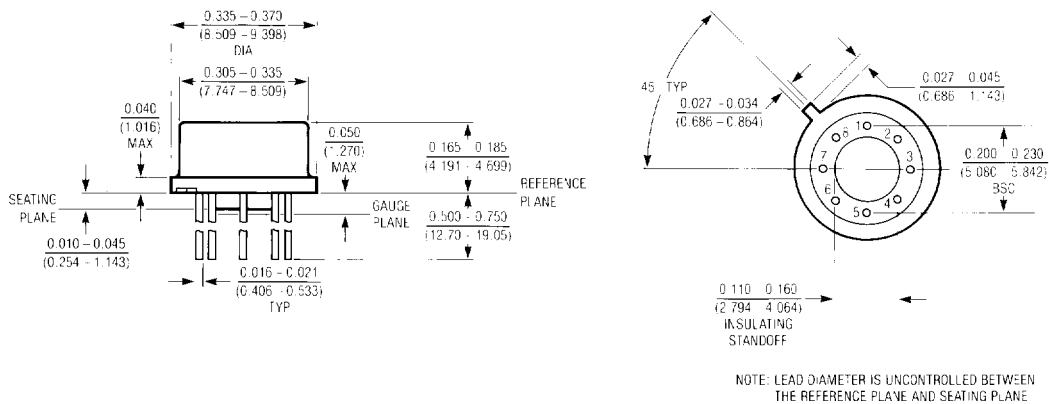 0.335 – 0.370
(8.509 – 9.398)
DIA
0.305 – 0.335
(7.747 – 8.509)
0.040
(1.016)
MAX
0.050
(1.270)
MAX
0.165 – 0.185
(4.191 – 4.699)
REFERENCE
PLANE
SEATING
PLANE
GAUGE
PLANE
0.500 – 0.750
(12.70 – 19.05)
0.010 – 0.045
(0.254 – 1.143)
0.016 – 0.021
(0.406 – 0.533)
TYP
45 TYP
0.027 – 0.034
(0.686 – 0.864)
0.027 0.045
(0.686 1.143)
1
2
3
4
5
6
7
8
0.200 0.230
(5.080 5.842)
BSC
0.110 0.160
(2.794 4.064)
INSULATING
STANDOFF
NOTE: LEAD DIAMETER IS UNCONTROLLED BETWEEN
THE REFERENCE PLANE AND SEATING PLANE